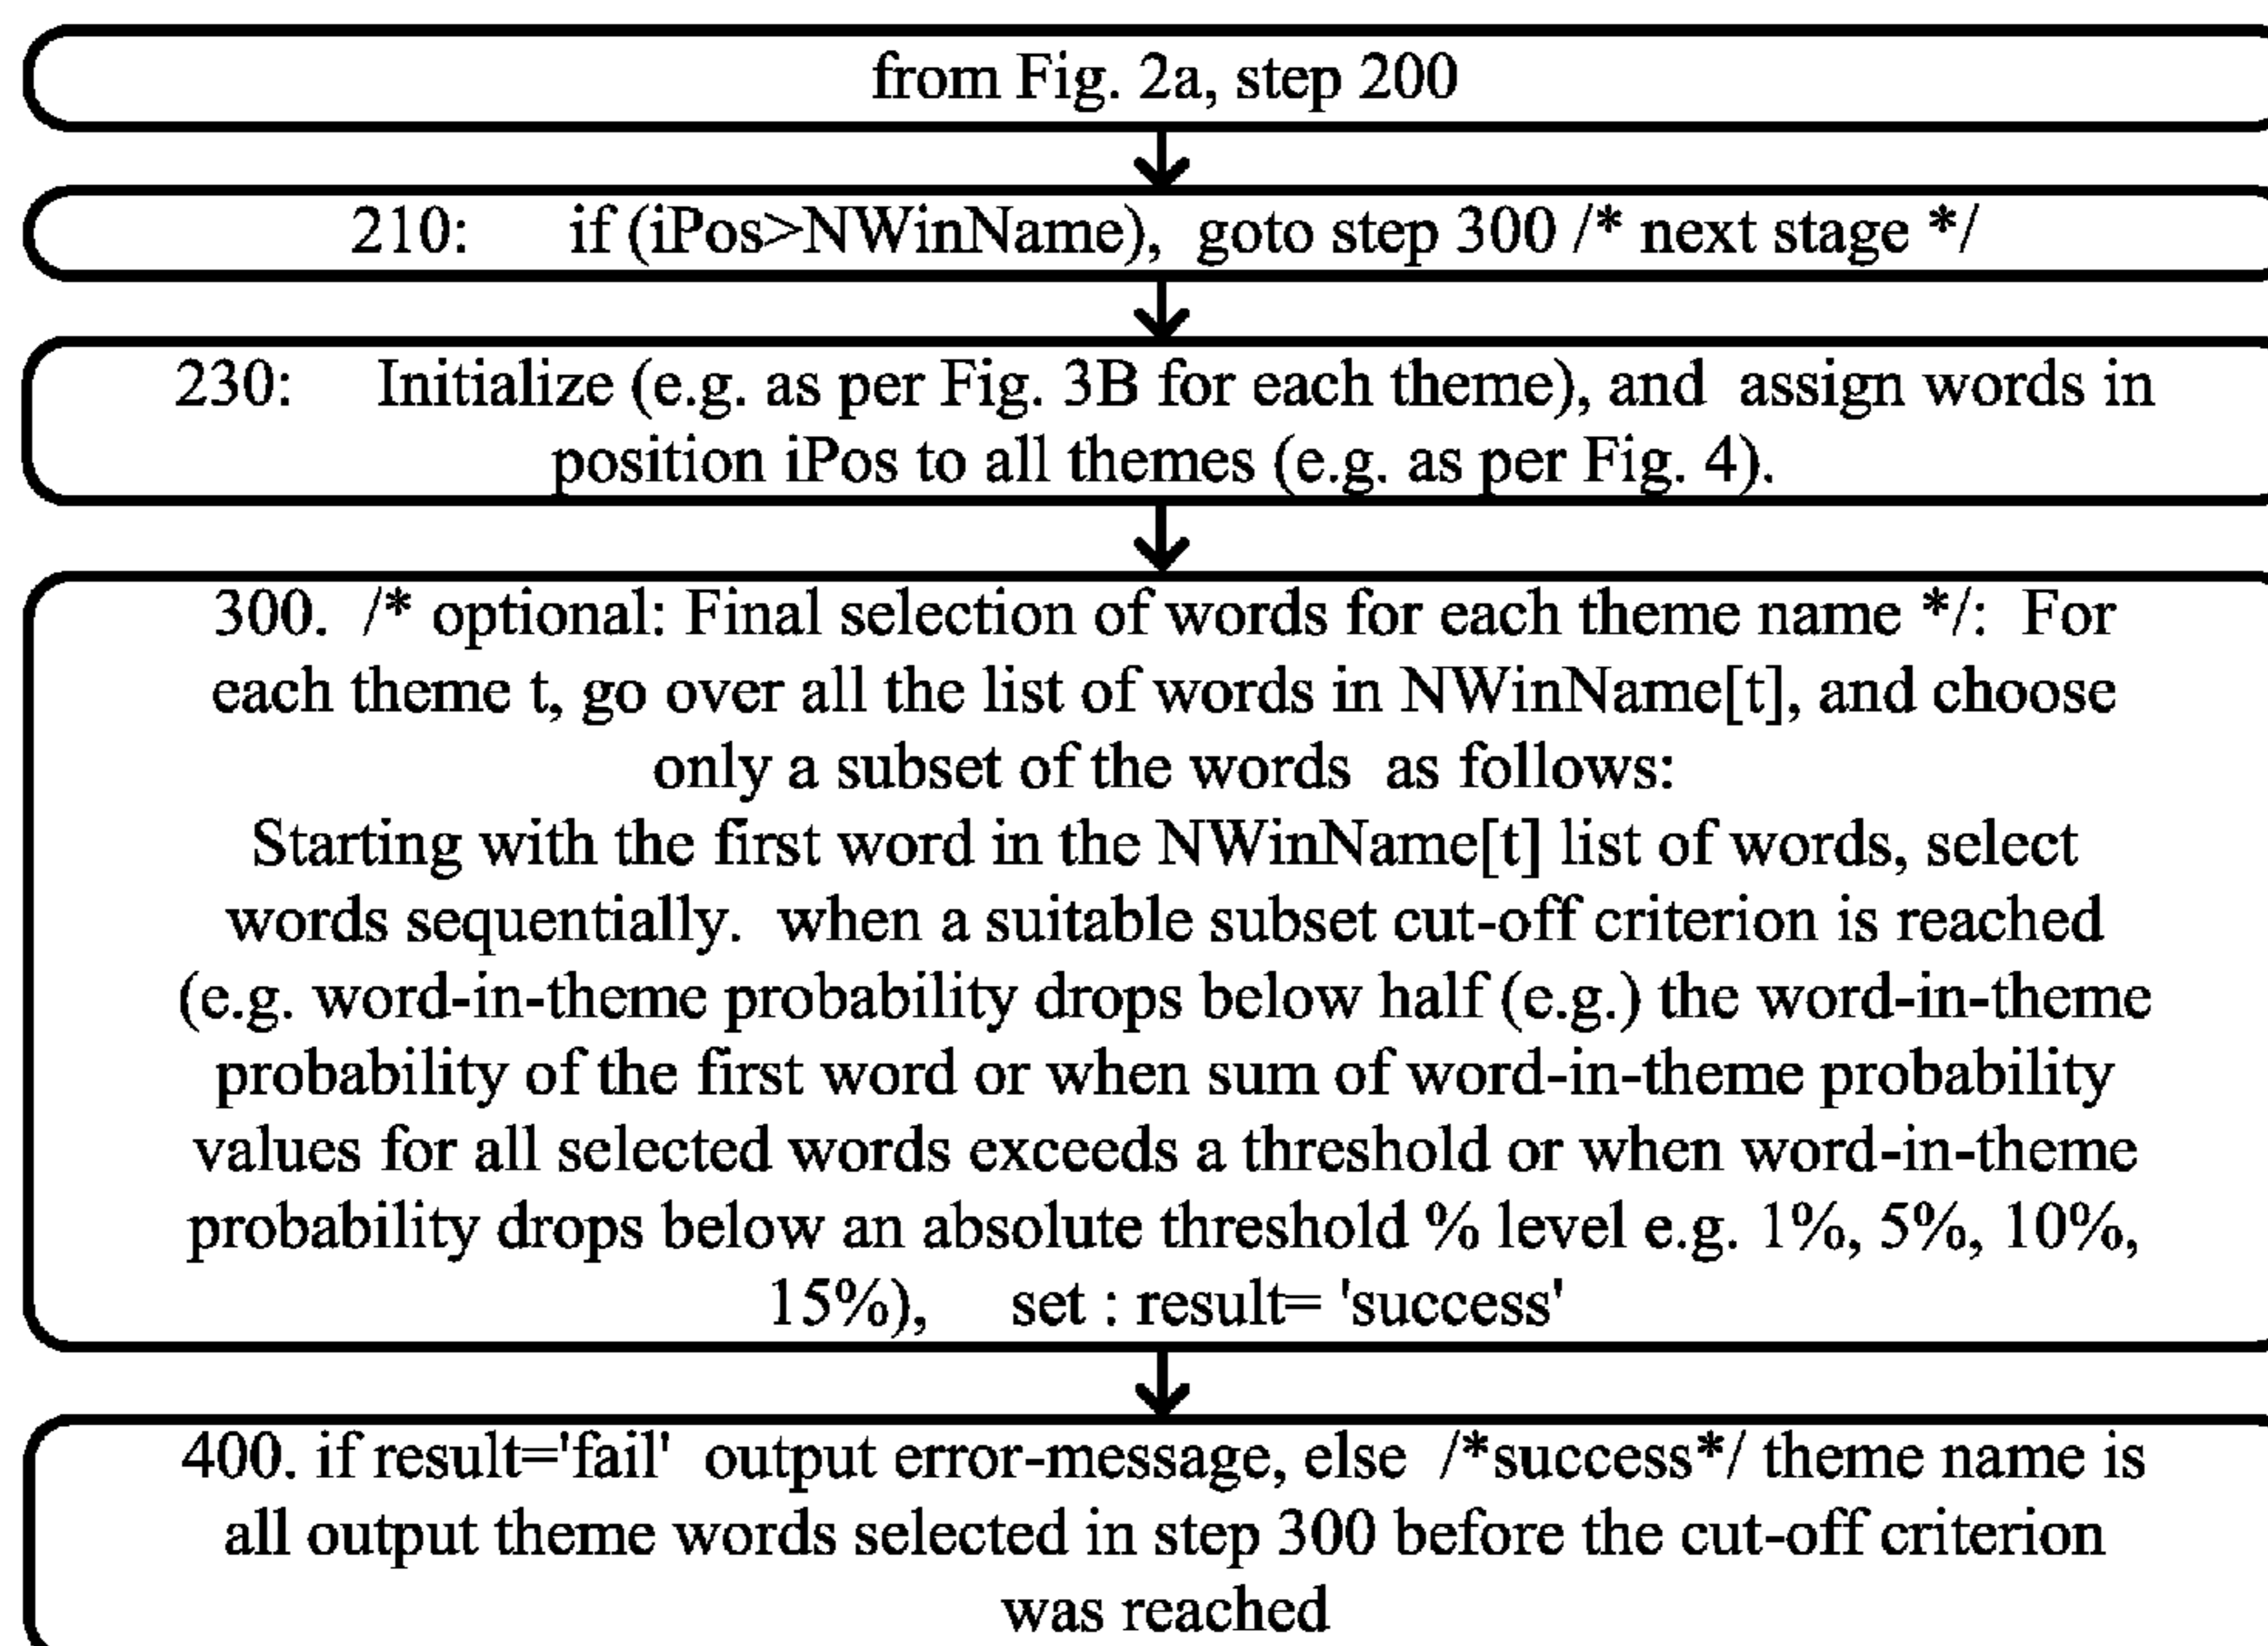 from Fig. 2a, step 200
210: if (iPos>NWinName), goto step 300 /* next stage */
230: Initialize (e.g. as per Fig. 3B for each theme), and assign words in
position iPos to all themes (e.g. as per Fig. 4).
300. /* optional: Final selection of words for each theme name */: For
each theme t, go over all the list of words in NWinName[t], and choose
only a subset of the words as follows:
Starting with the first word in the NWinName[t] list of words, select
words sequentially. when a suitable subset cut-off criterion is reached
(e.g. word-in-theme probability drops below half (e.g.) the word-in-theme
probability of the first word or when sum of word-in-theme probability
values for all selected words exceeds a threshold or when word-in-theme
probability drops below an absolute threshold % level e.g. 1%, 5%, 10%,
15%), set : result= 'success'
400. if result='fail' output error-message, else /*success*/ theme name is
all output theme words selected in step 300 before the cut-off criterion
was reached